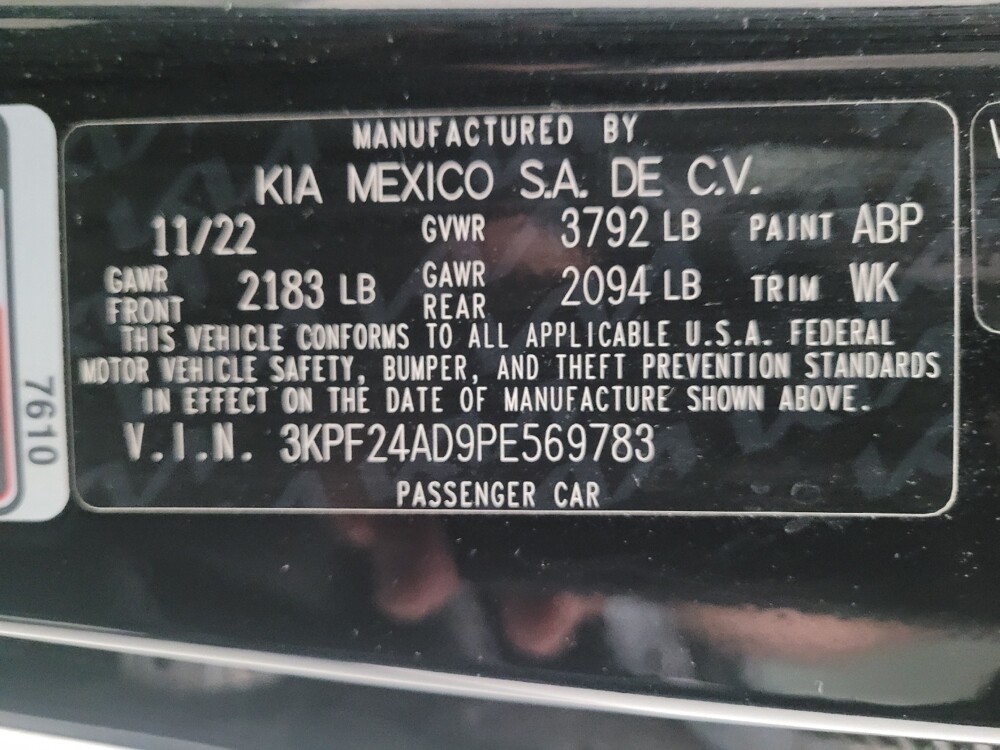 MANUFACTURED BY
KIA MEXICO S.A. DE C.V.
11/22 GVWR 3792 LB PAINT ABP
GAWR FRONT 2183 LB GAWR REAR 2094 LB TRIM WK
THIS VEHICLE CONFORMS TO ALL APPLICABLE U.S.A. FEDERAL
MOTOR VEHICLE SAFETY, BUMPER, AND THEFT PREVENTION STANDARDS
IN EFFECT ON THE DATE OF MANUFACTURE SHOWN ABOVE.
V.I.N. 3KPF24AD9PE569783
PASSENGER CAR
7610